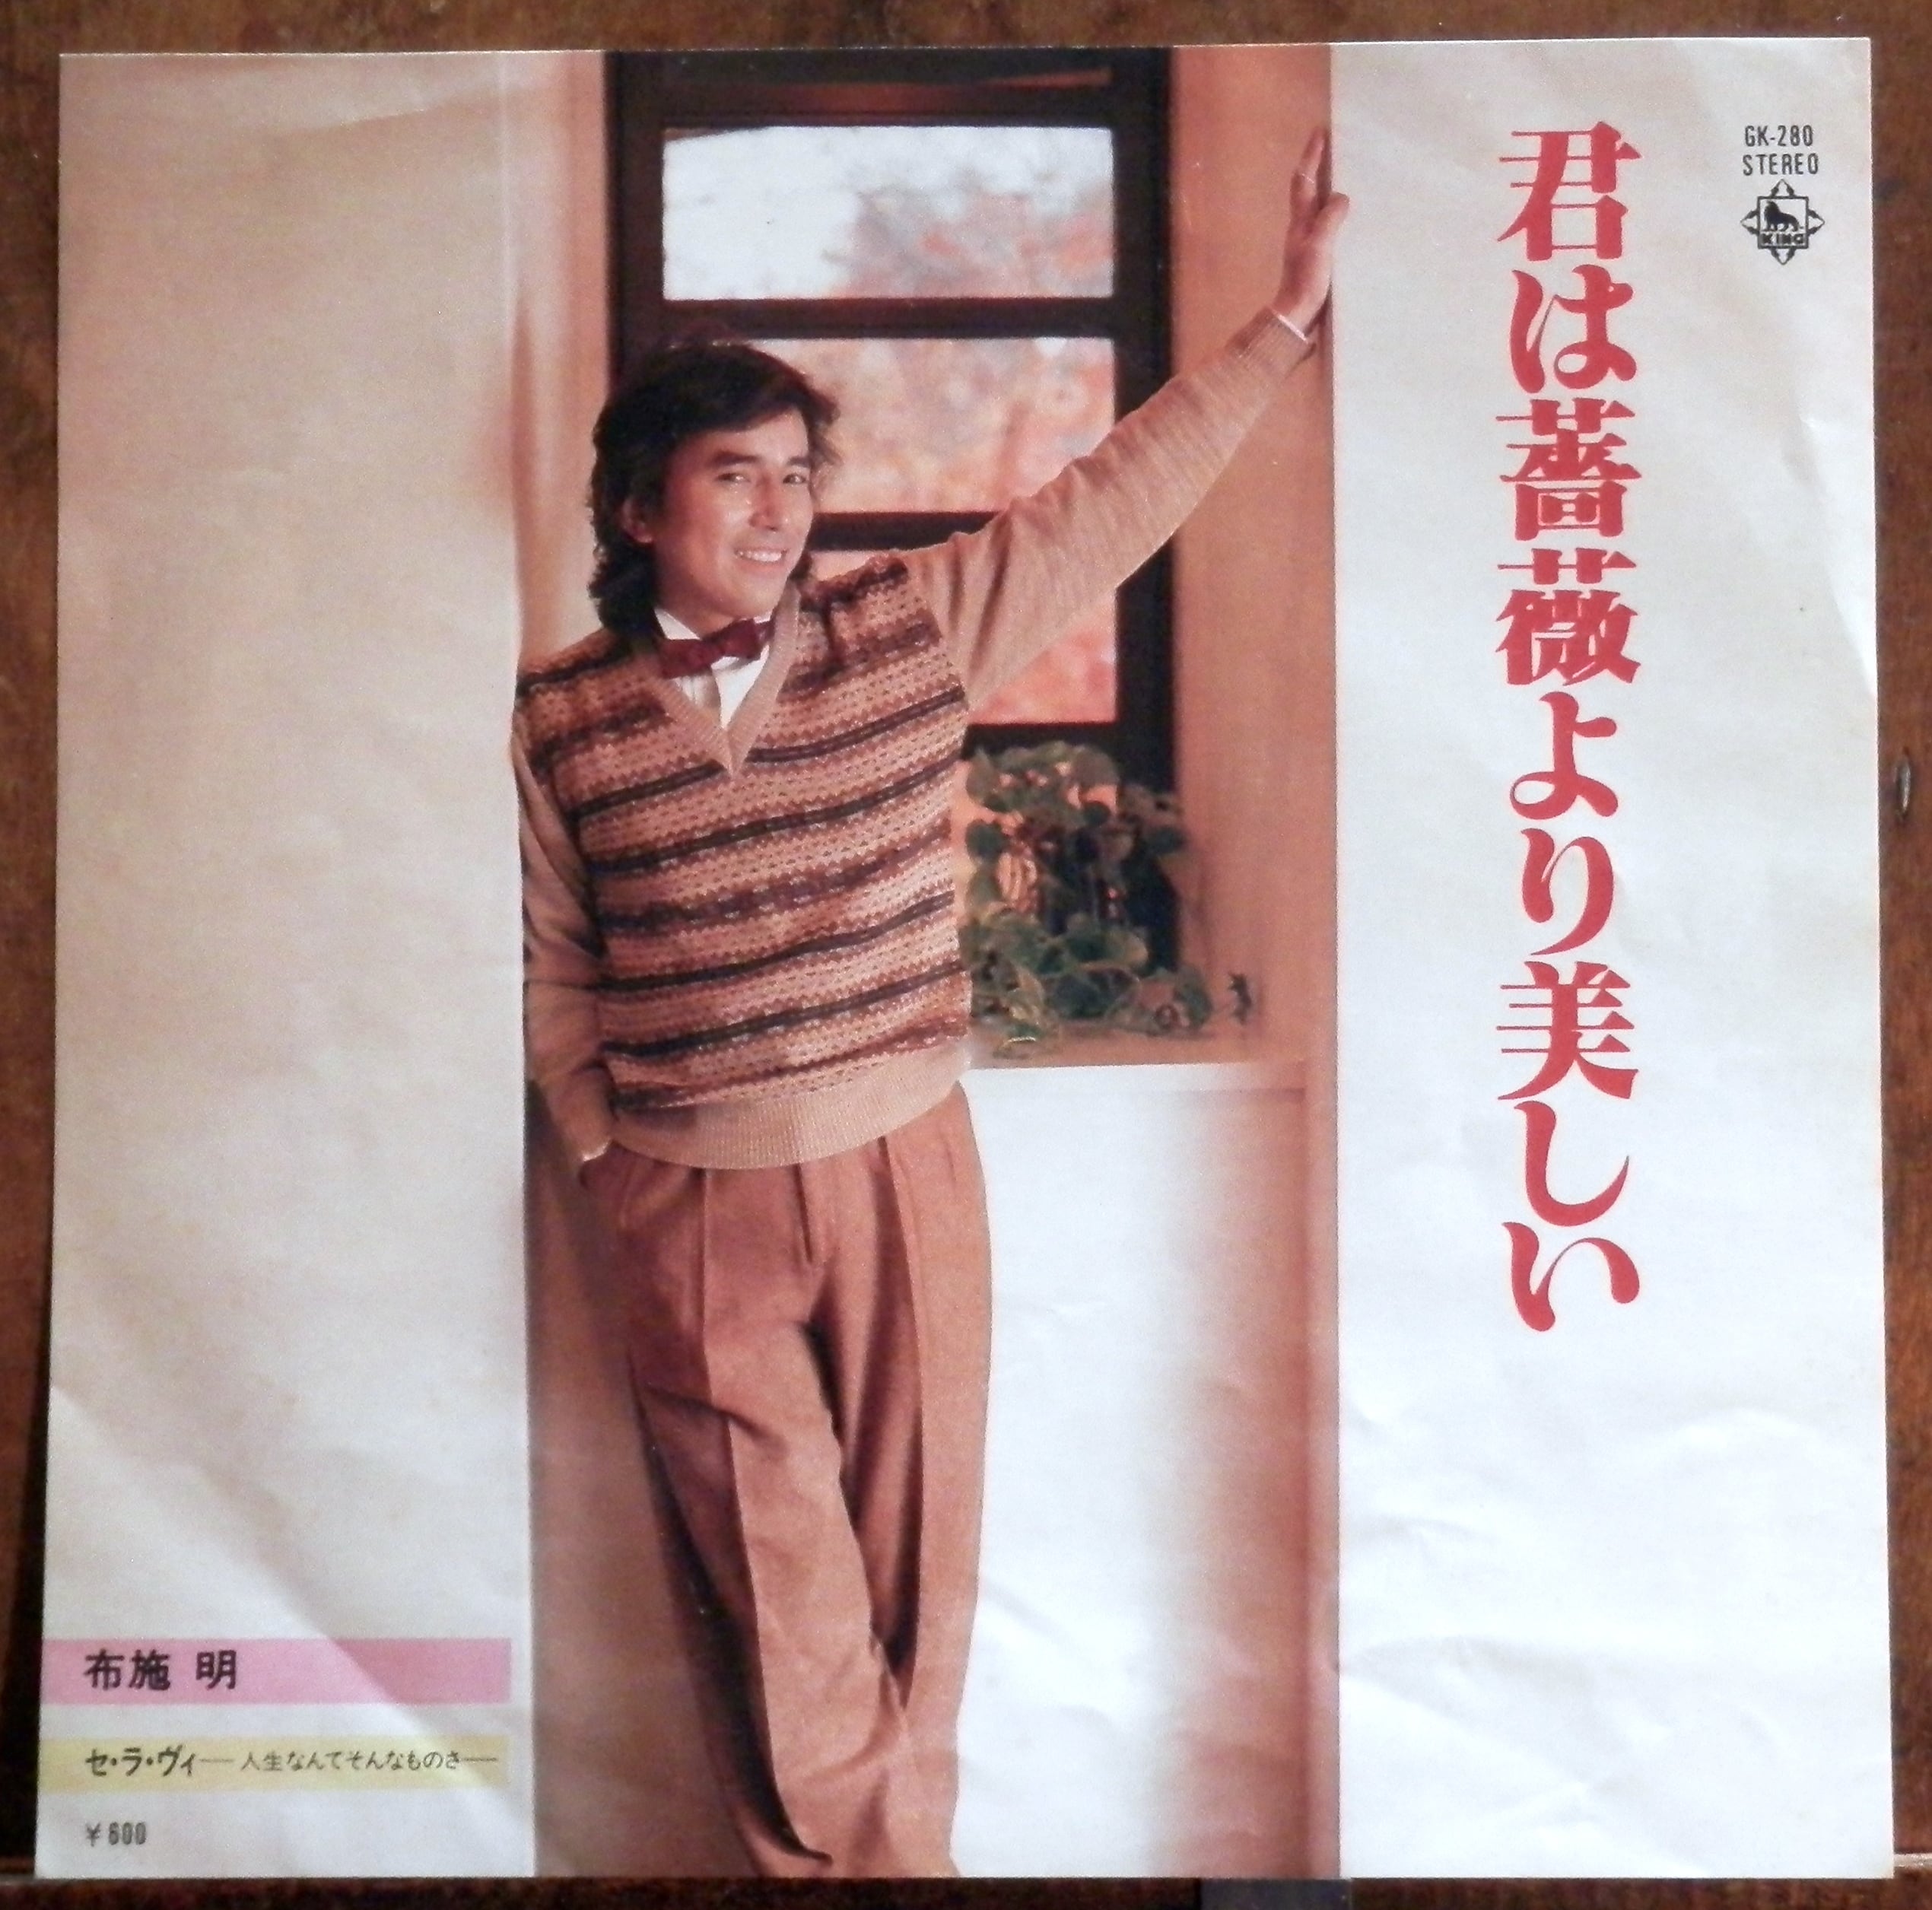 GK-280
STEREO
KING
君は薔薇より美しい
布施 明
セ・ラ・ヴィ── 人生なんてそんなものさ──
¥600